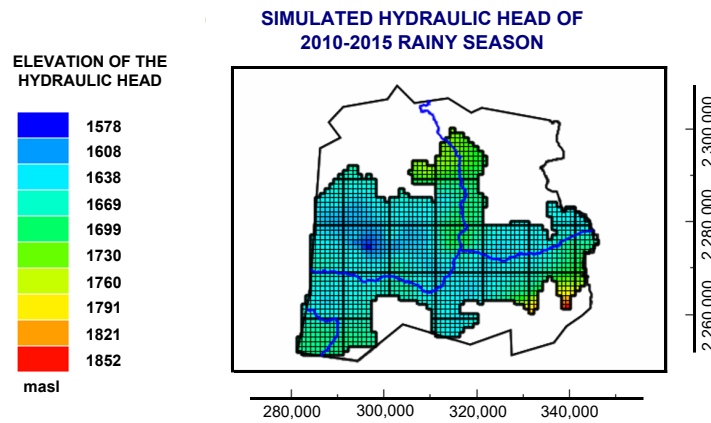 SIMULATED HYDRAULIC HEAD OF
2010-2015 RAINY SEASON
ELEVATION OF THE
HYDRAULIC HEAD
1578
1608
1638
1669
1699
1730
1760
1791
1821
1852
masl
2 300,000
2 280,000
2 260,000
280,000 300,000 320,000 340,000